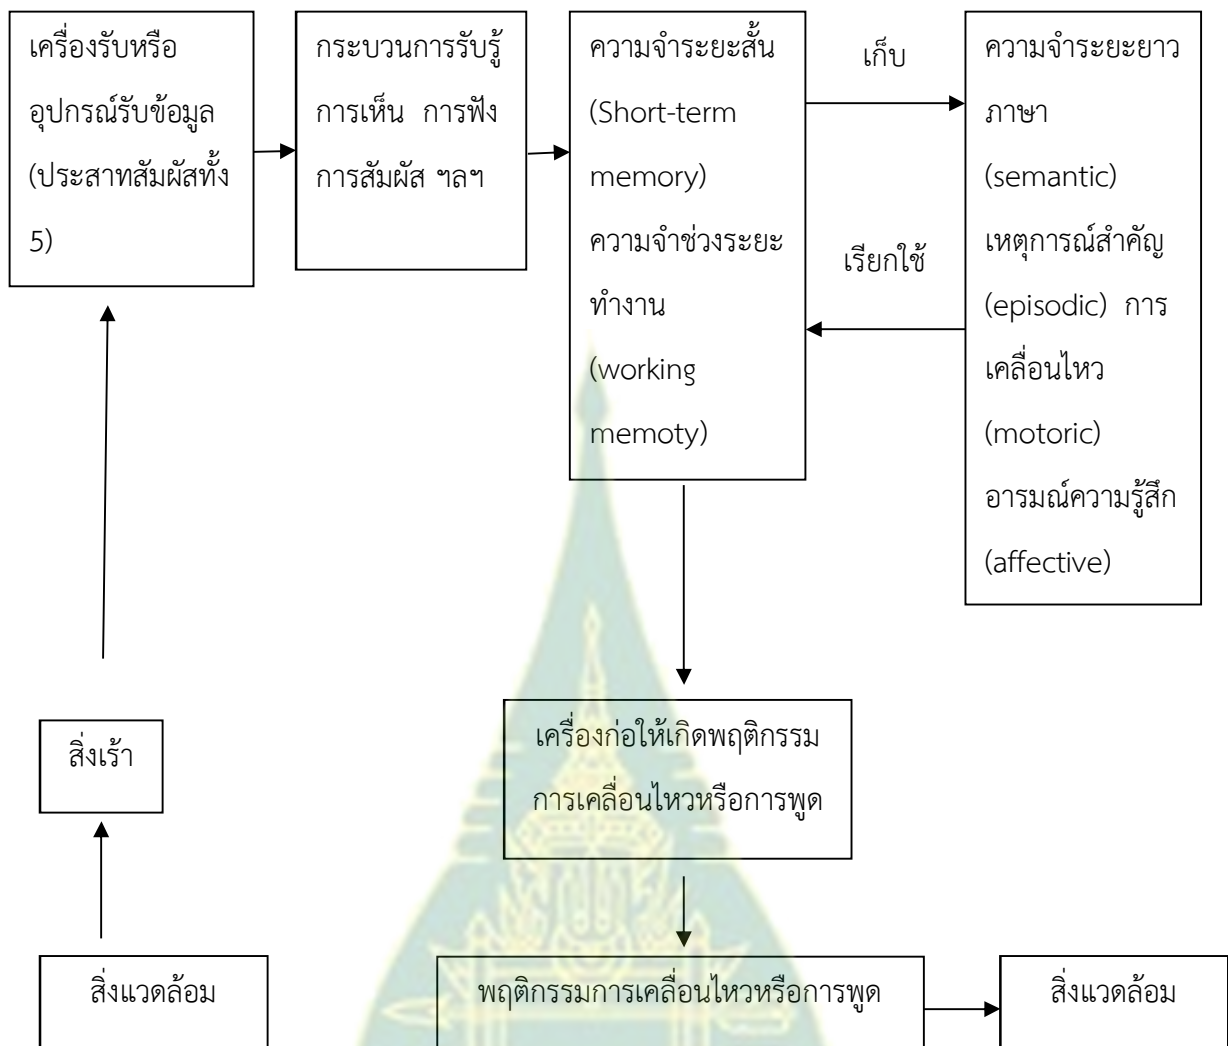 เครื่องรับหรือ
อุปกรณ์รับข้อมูล
(ประสาทสัมผัสทั้ง
5)
กระบวนการรับรู้
การเห็น การฟัง
การสัมผัส ฯลฯ
ความจำระยะสั้น
(Short-term
memory)
ความจำช่วงระยะ
ทำงาน
(working
memoty)
เก็บ
เรียกใช้
ความจำระยะยาว
ภาษา
(semantic)
เหตุการณ์สำคัญ
(episodic) การ
เคลื่อนไหว
(motoric)
อารมณ์ความรู้สึก
(affective)
สิ่งเร้า
เครื่องก่อให้เกิดพฤติกรรม
การเคลื่อนไหวหรือการพูด
สิ่งแวดล้อม
พฤติกรรมการเคลื่อนไหวหรือการพูด
สิ่งแวดล้อม